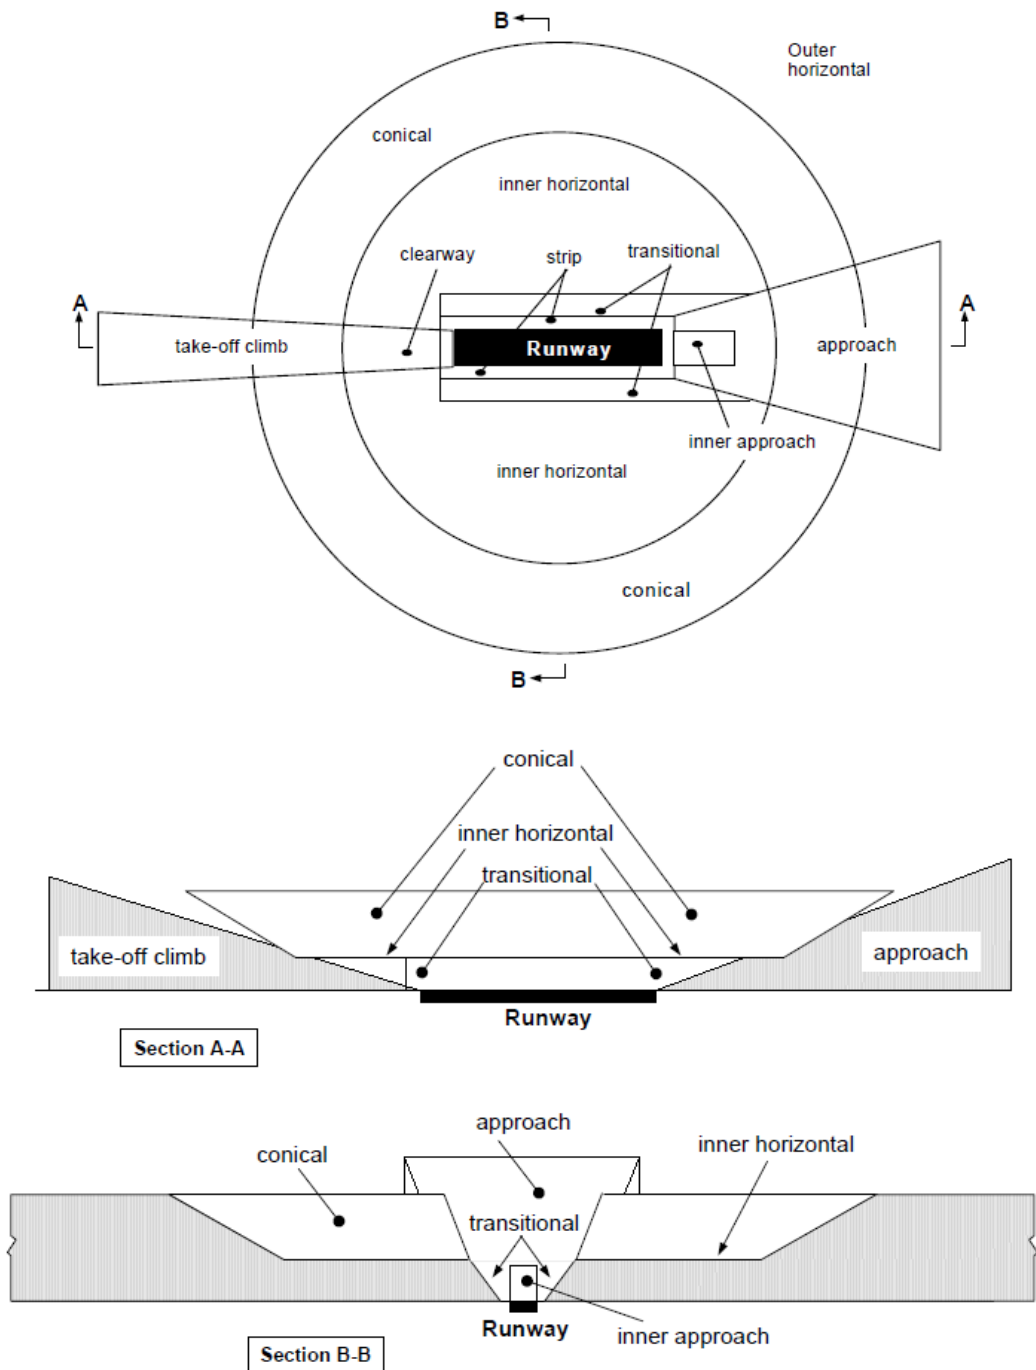 B
Outer
horizontal
conical
inner horizontal
clearway
strip
transitional
A
A
take-off climb
Runway
approach
inner approach
inner horizontal
conical
B
conical
inner horizontal
transitional
take-off climb
approach
Runway
Section A-A
approach
conical
inner horizontal
transitional
Runway
inner approach
Section B-B